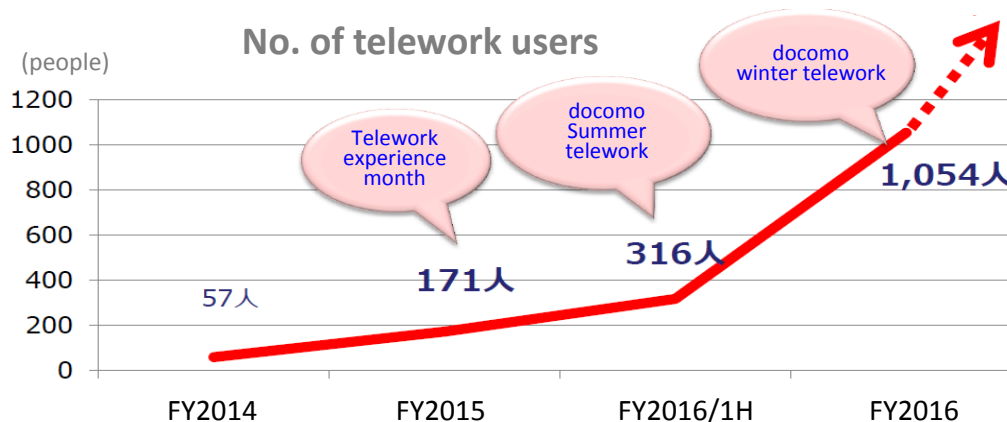 No. of telework users
(people)
docomo
winter telework
docomo
Summer
telework
Telework
experience
month
1200
1000
800
600
400
200
0
57人
171人
316人
1,054人
FY2014
FY2015
FY2016/1H
FY2016